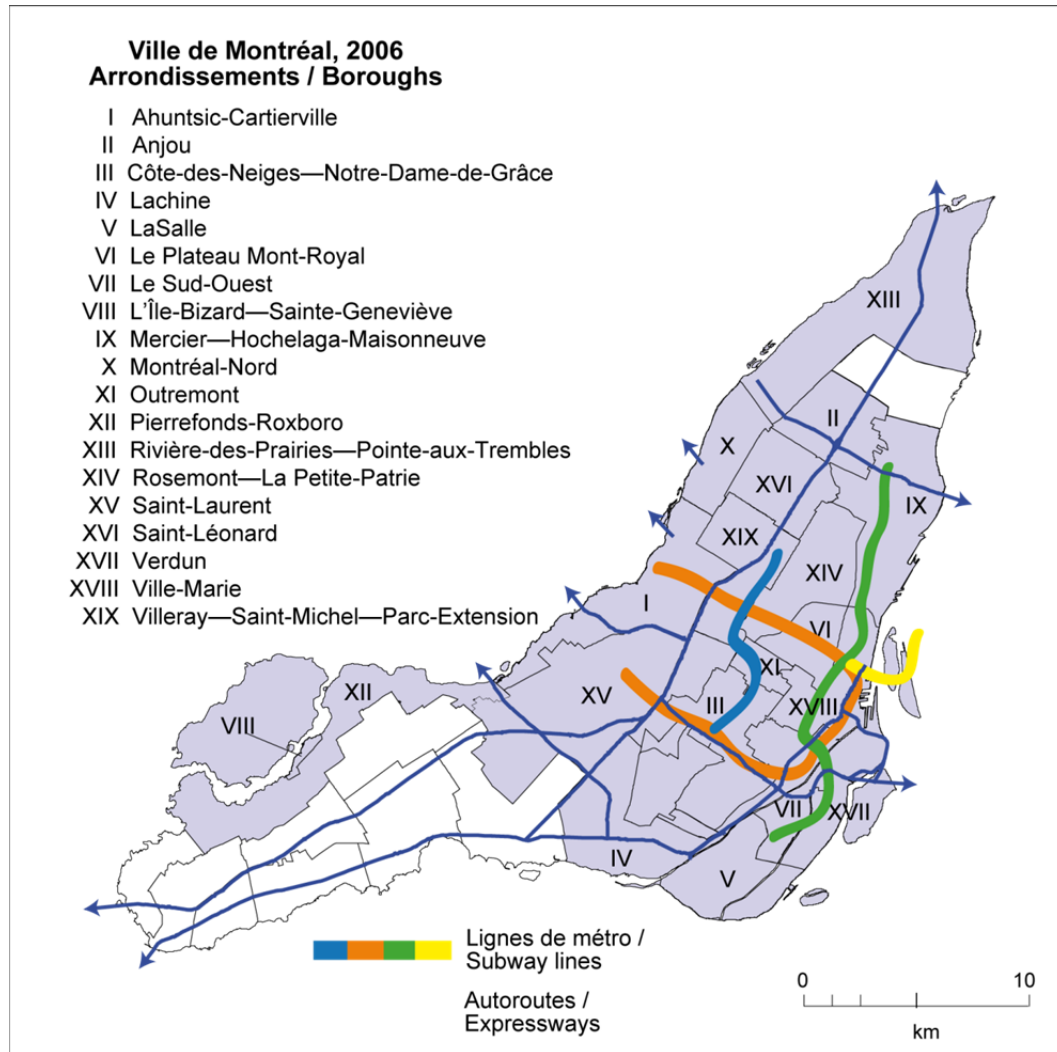 Ville de Montréal, 2006
Arrondissements / Boroughs
I Ahuntsic-Cartierville
II Anjou
III Côte-des-Neiges—Notre-Dame-de-Grâce
IV Lachine
V LaSalle
VI Le Plateau Mont-Royal
VII Le Sud-Ouest
VIII L'Île-Bizard—Sainte-Geneviève
IX Mercier—Hochelaga-Maisonneuve
X Montréal-Nord
XI Outremont
XII Pierrefonds-Roxboro
XIII Rivière-des-Prairies—Pointe-aux-Trembles
XIV Rosemont—La Petite-Patrie
XV Saint-Laurent
XVI Saint-Léonard
XVII Verdun
XVIII Ville-Marie
XIX Villeray—Saint-Michel—Parc-Extension
XIII
II
X
XVI
IX
XIX
XIV
I
VI
XI
XII
XV
III
XVIII
VIII
VII
XVII
IV
V
Lignes de métro /
Subway lines
Autoroutes /
Expressways
0 10
km